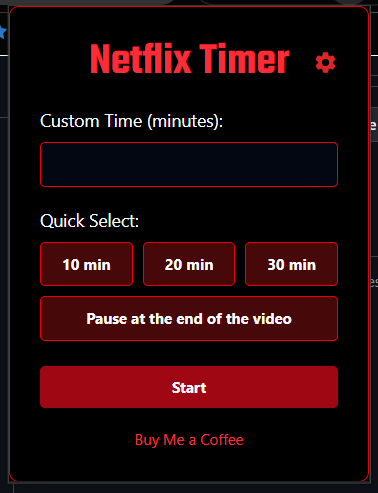 Netflix Timer
Custom Time (minutes):
Quick Select:
10 min 20 min 30 min
Pause at the end of the video
Start
Buy Me a Coffee